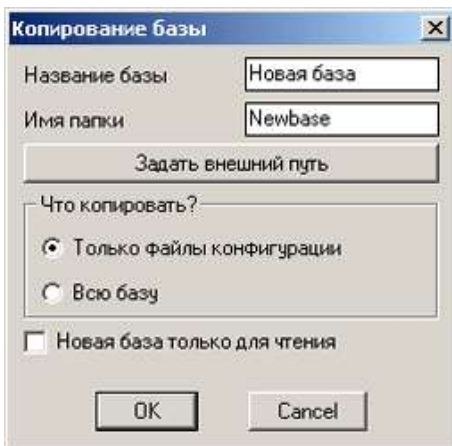 Копирование базы
Название базы Новая база
Имя папки Newbase
Задать внешний путь
Что копировать?
Только файлы конфигурации
Всю базу
Новая база только для чтения
OK Cancel